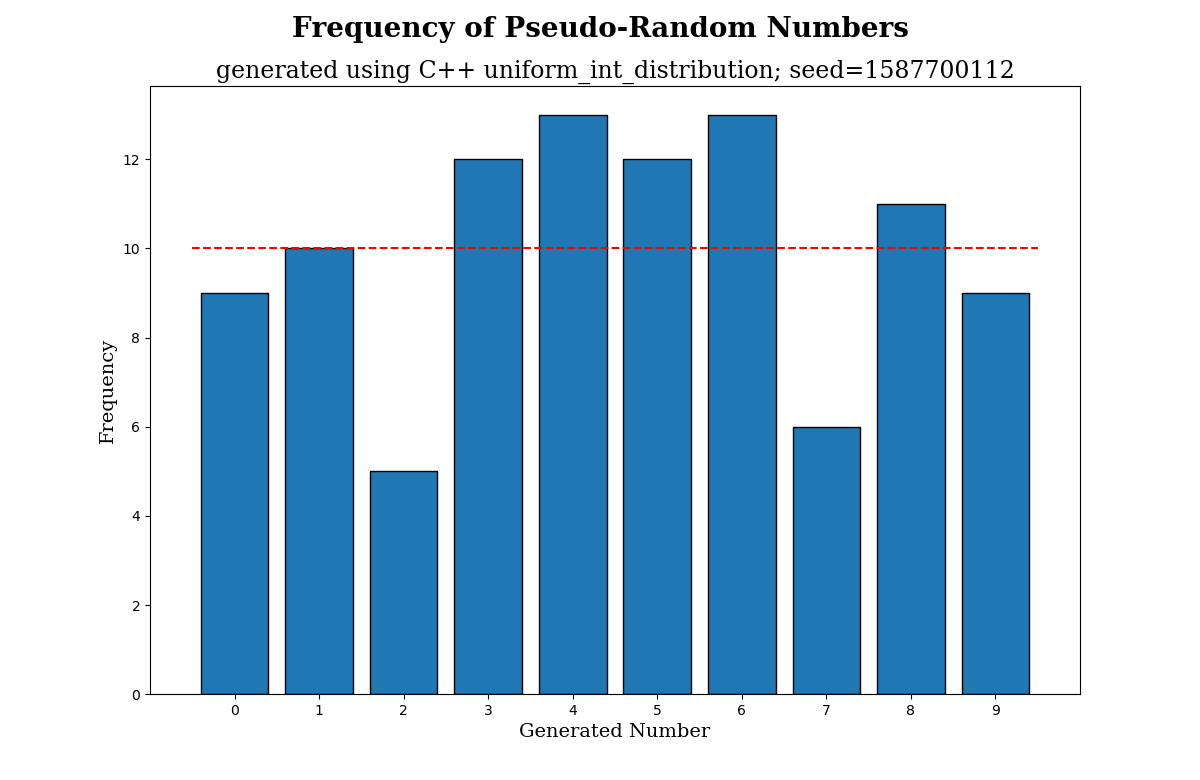 Frequency of Pseudo-Random Numbers
generated using C++ uniform_int_distribution; seed=1587700112
12
10
8
6
4
2
0
Frequency
0 1 2 3 4 5 6 7 8 9
Generated Number